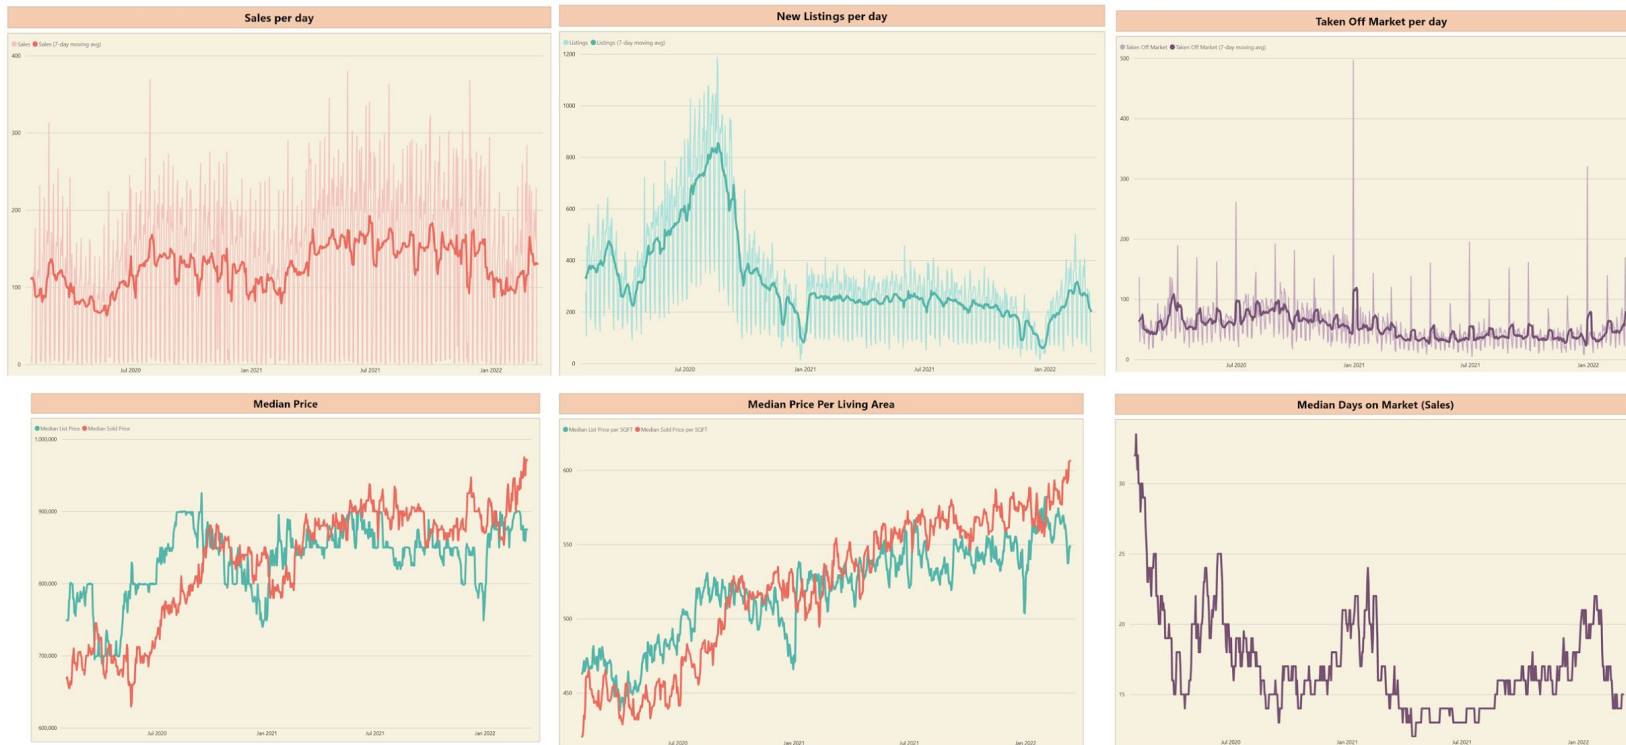 Sales per day
Sales Sales (7-day moving avg)
400
300
200
100
0
Jul 2020 Jan 2021 Jul 2021 Jan 2022
New Listings per day
Listings Listings (7-day moving avg)
1200
1000
800
600
400
200
0
Jul 2020 Jan 2021 Jul 2021 Jan 2022
Taken Off Market per day
Taken Off Market Taken Off Market (7-day moving avg)
500
400
300
200
100
0
Jul 2020 Jan 2021 Jul 2021 Jan 2022
Median Price
Median List Price Median Sold Price
1,000,000
900,000
800,000
700,000
600,000
Jul 2020 Jan 2021 Jul 2021 Jan 2022
Median Price Per Living Area
Median List Price per SQFT Median Sold Price per SQFT
600
550
500
450
Jul 2020 Jan 2021 Jul 2021 Jan 2022
Median Days on Market (Sales)
30
25
20
15
Jul 2020 Jan 2021 Jul 2021 Jan 2022